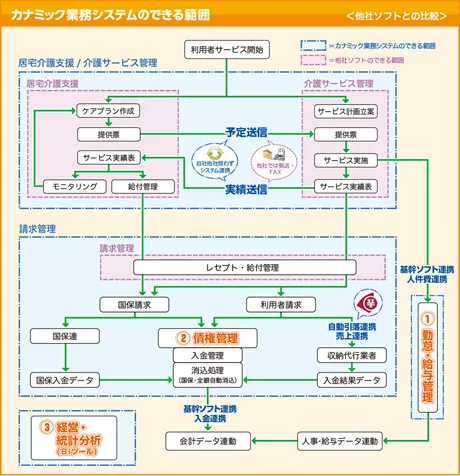 カナミック業務システムのできる範囲
＜他社ソフトとの比較＞
利用者サービス開始
=カナミック業務システムのできる範囲
=他社ソフトのできる範囲
居宅介護支援 / 介護サービス管理
居宅介護支援
介護サービス管理
ケアプラン作成
サービス計画立案
提供票
予定送信
提供票
サービス実績表
自社他社問わず
システム連携
他社では郵送・
FAX
サービス実施
モニタリング
給付管理
実績送信
サービス実績表
請求管理
請求管理
レセプト・給付管理
基幹ソフト連携
人件費連携
国保請求
利用者請求
¥
自動引落連携
売上連携
① 勤怠・給与管理
国保連
② 債権管理
入金管理
収納代行業者
国保入金データ
消込処理
(国保・全銀自動消込)
入金結果データ
基幹ソフト連携
入金連携
③ 経営・
統計分析
(BIツール)
会計データ連動
人事・給与データ連動